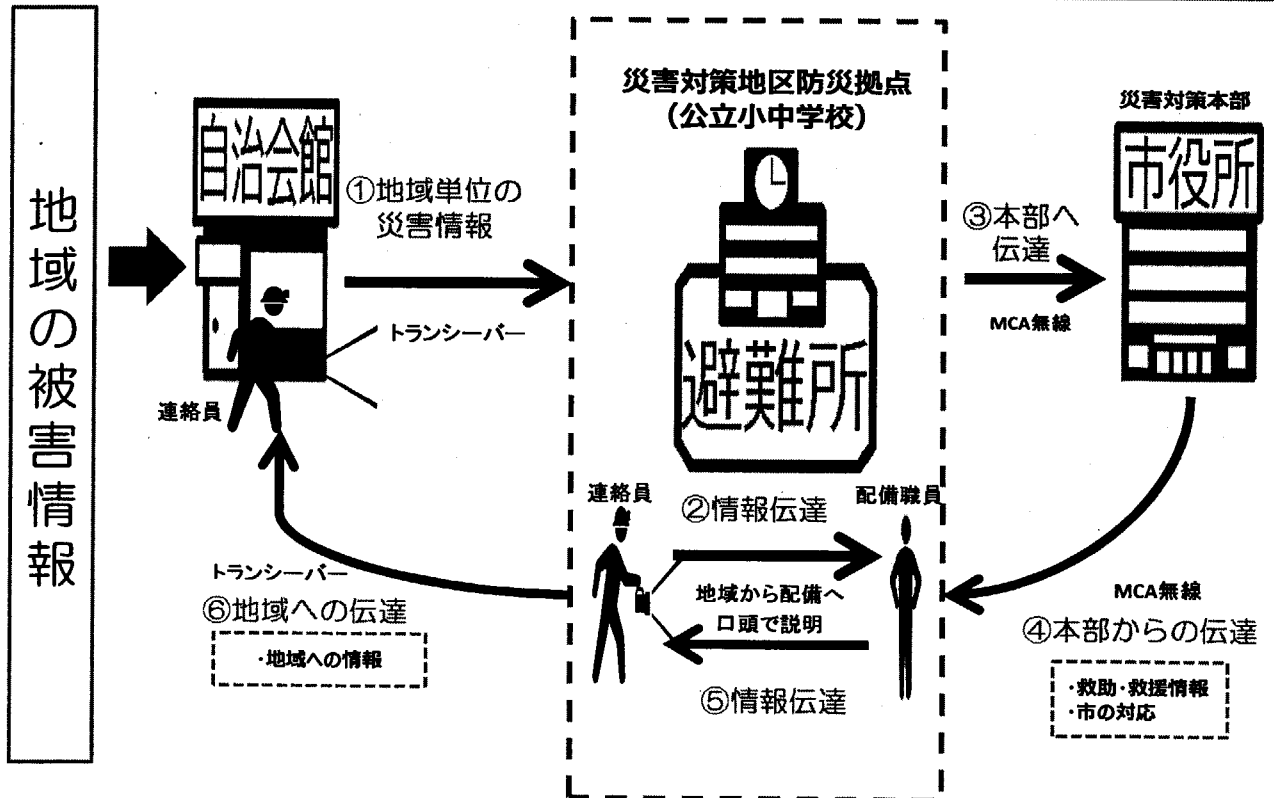 地域の被害情報
自治会館
①地域単位の
災害情報
トランシーバー
連絡員
災害対策地区防災拠点
（公立小中学校）
避難所
③本部へ
伝達
MCA無線
災害対策本部
市役所
連絡員
②情報伝達
配備職員
地域から配備へ
口頭で説明
⑤情報伝達
トランシーバー
⑥地域への伝達
・地域への情報
MCA無線
④本部からの伝達
・救助・救援情報
・市の対応